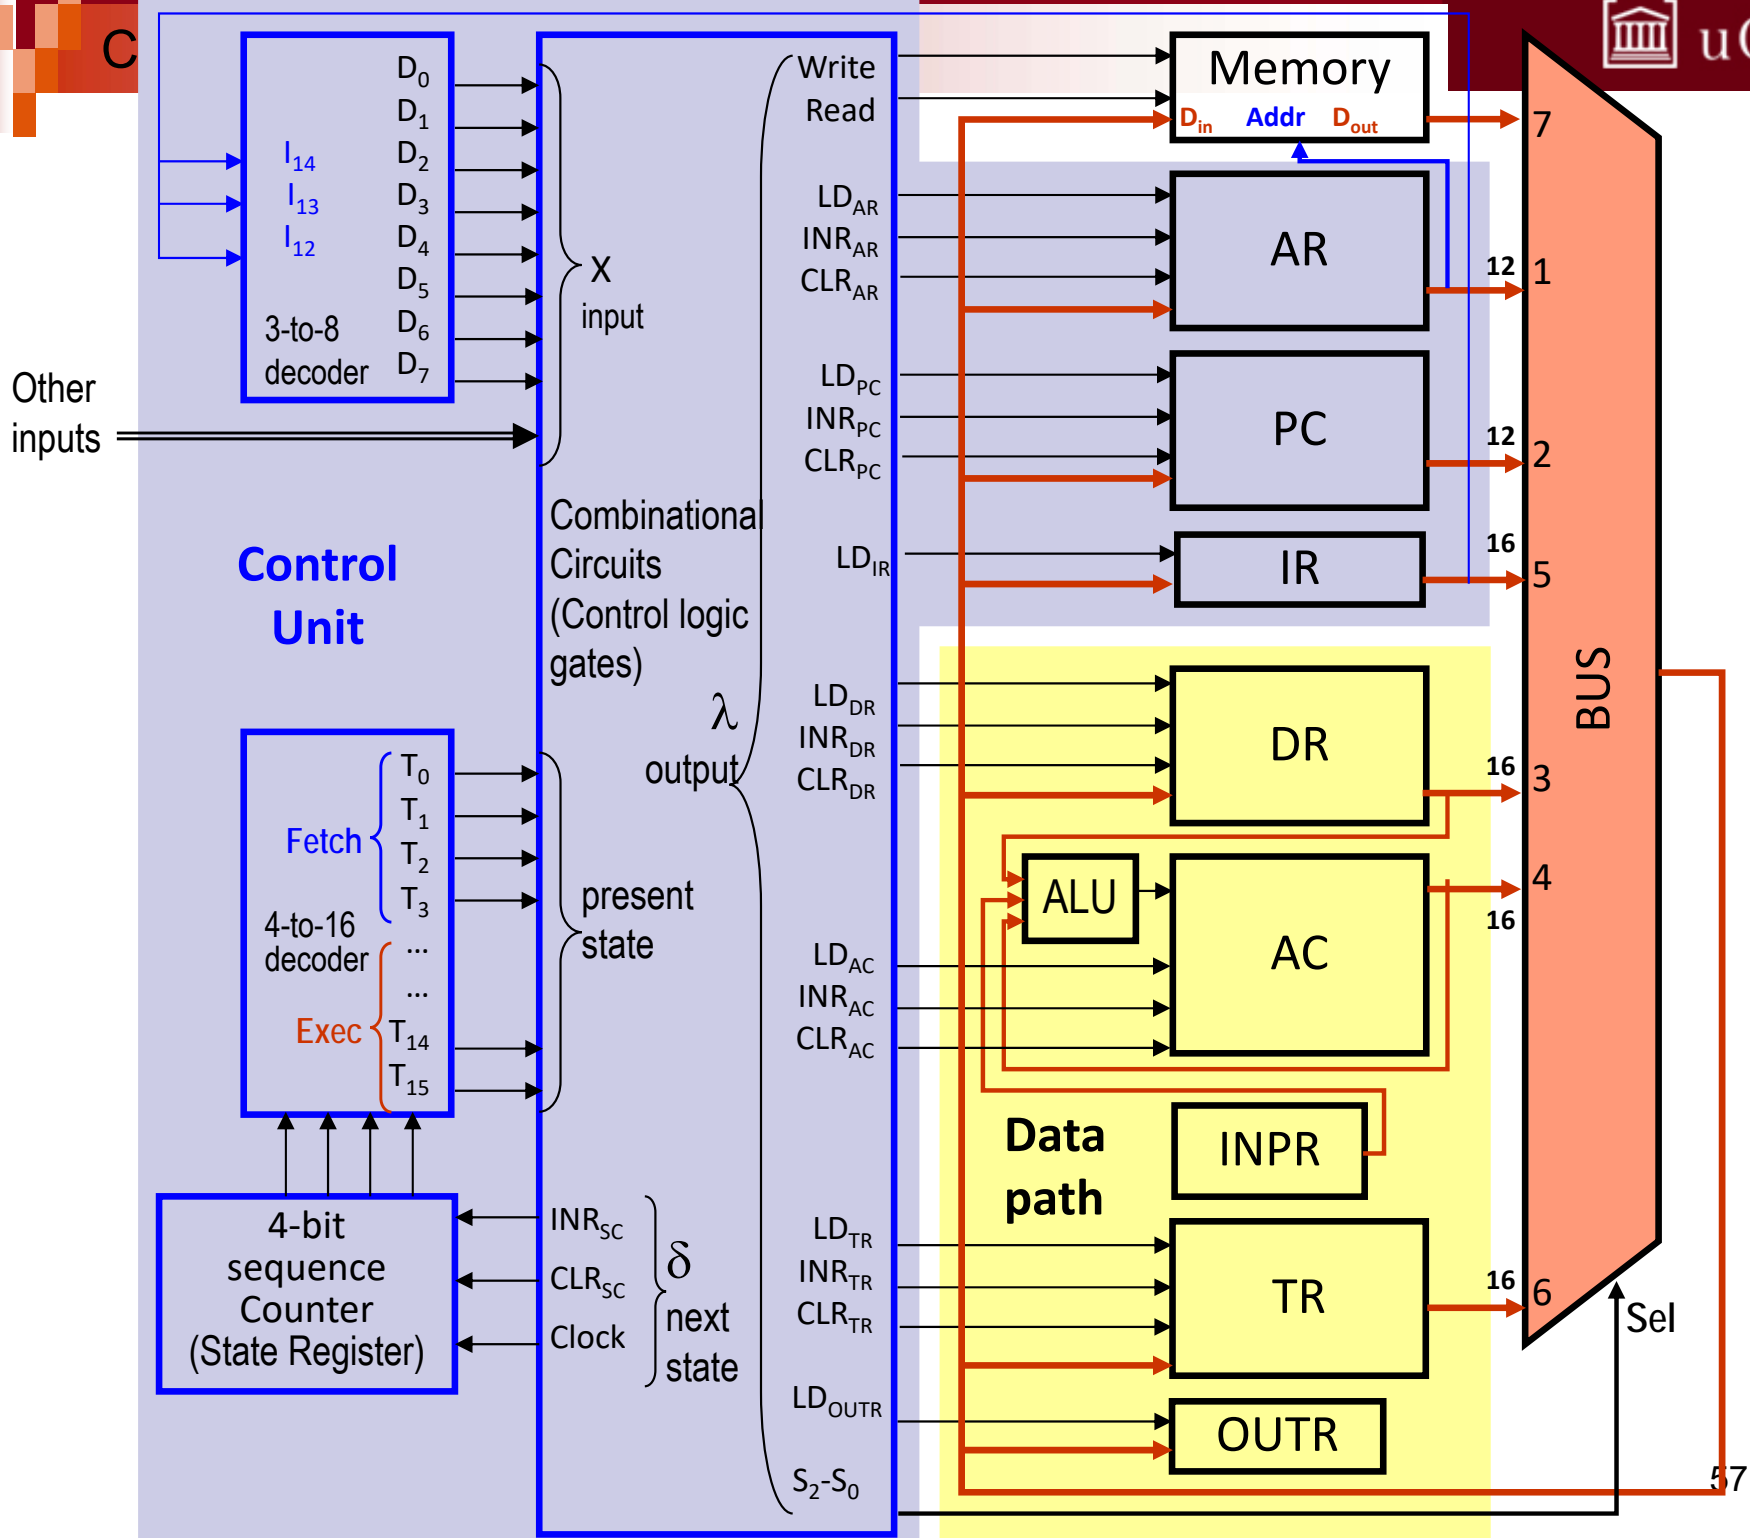 C
uO
D0
D1
D2
D3
D4
D5
D6
D7
I14
I13
I12
3-to-8
decoder
Other
inputs
x
input
Combinational
Circuits
(Control logic
gates)
Control
Unit
λ
output
T0
T1
T2
T3
...
...
T14
T15
Fetch
4-to-16
decoder
Exec
present
state
4-bit
sequence
Counter
(State Register)
INRSC
CLRSC
Clock
δ
next
state
Write
Read
LDAR
INRAR
CLRAR
LDPC
INRPC
CLRPC
LDIR
LDDR
INRDR
CLRDR
LDAC
INRAC
CLRAC
LDTR
INRTR
CLRTR
LDOUTR
S2-S0
Memory
Din Addr Dout
AR
PC
IR
DR
ALU
AC
Data
path
INPR
TR
OUTR
7
12 1
12 2
16
5
16 3
4
16
16 6
BUS
Sel
57